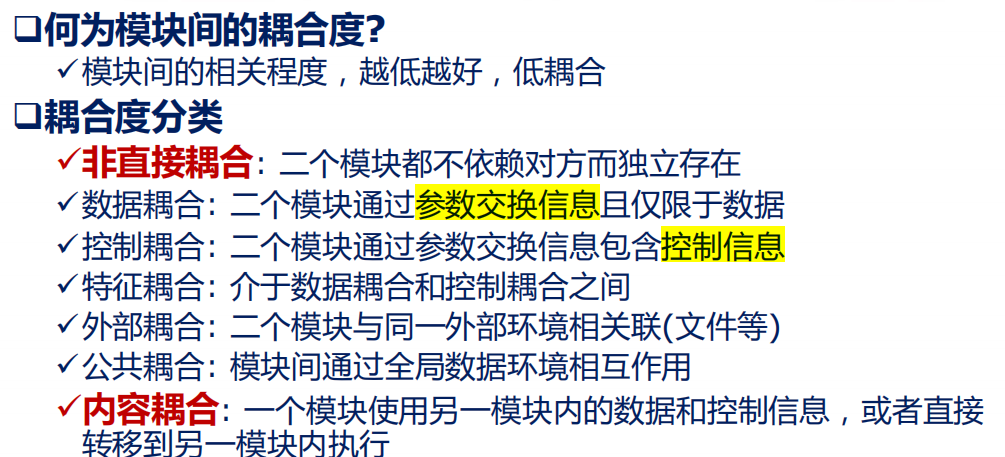 ❑何为模块间的耦合度?
✓模块间的相关程度，越低越好，低耦合
❑耦合度分类
✓非直接耦合: 二个模块都不依赖对方而独立存在
✓数据耦合: 二个模块通过参数交换信息且仅限于数据
✓控制耦合: 二个模块通过参数交换信息包含控制信息
✓特征耦合: 介于数据耦合和控制耦合之间
✓外部耦合: 二个模块与同一外部环境相关联(文件等)
✓公共耦合: 模块间通过全局数据环境相互作用
✓内容耦合: 一个模块使用另一模块内的数据和控制信息，或者直接
转移到另一模块内执行